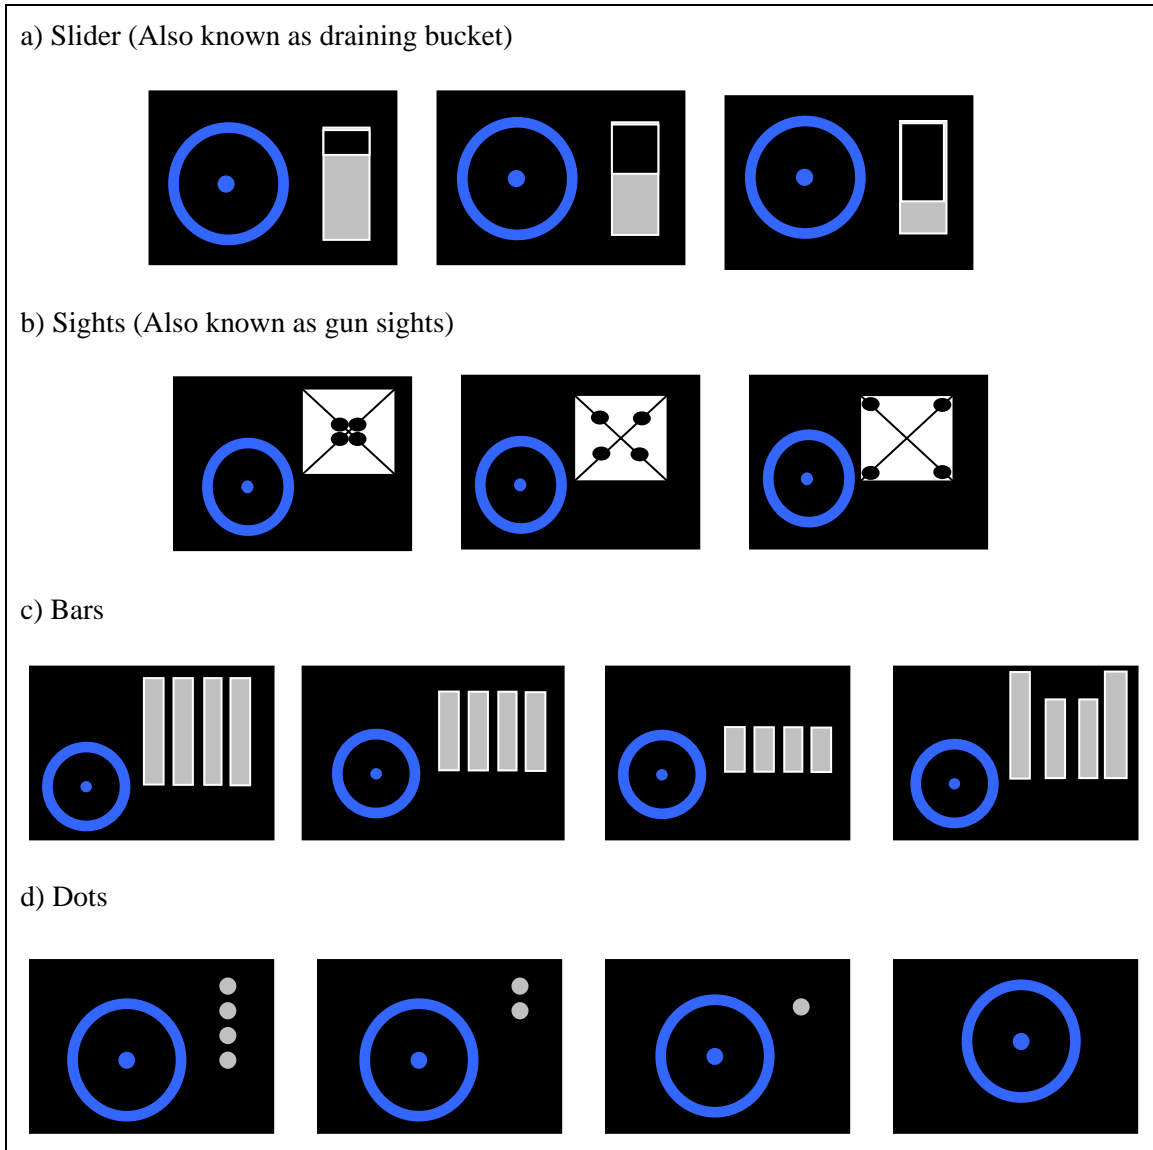 a) Slider (Also known as draining bucket)
b) Sights (Also known as gun sights)
c) Bars
d) Dots